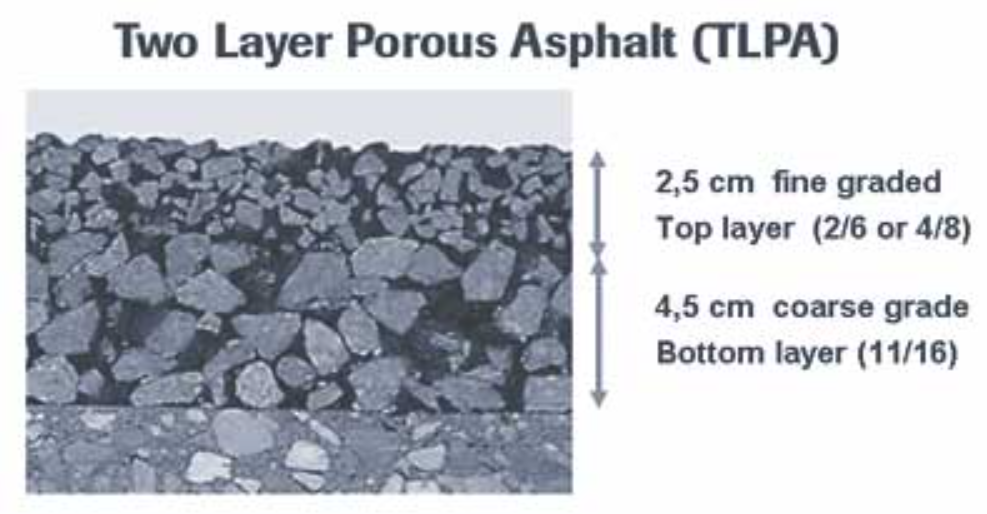 Two Layer Porous Asphalt (TLPA)
2,5 cm fine graded
Top layer (2/6 or 4/8)
4,5 cm coarse grade
Bottom layer (11/16)